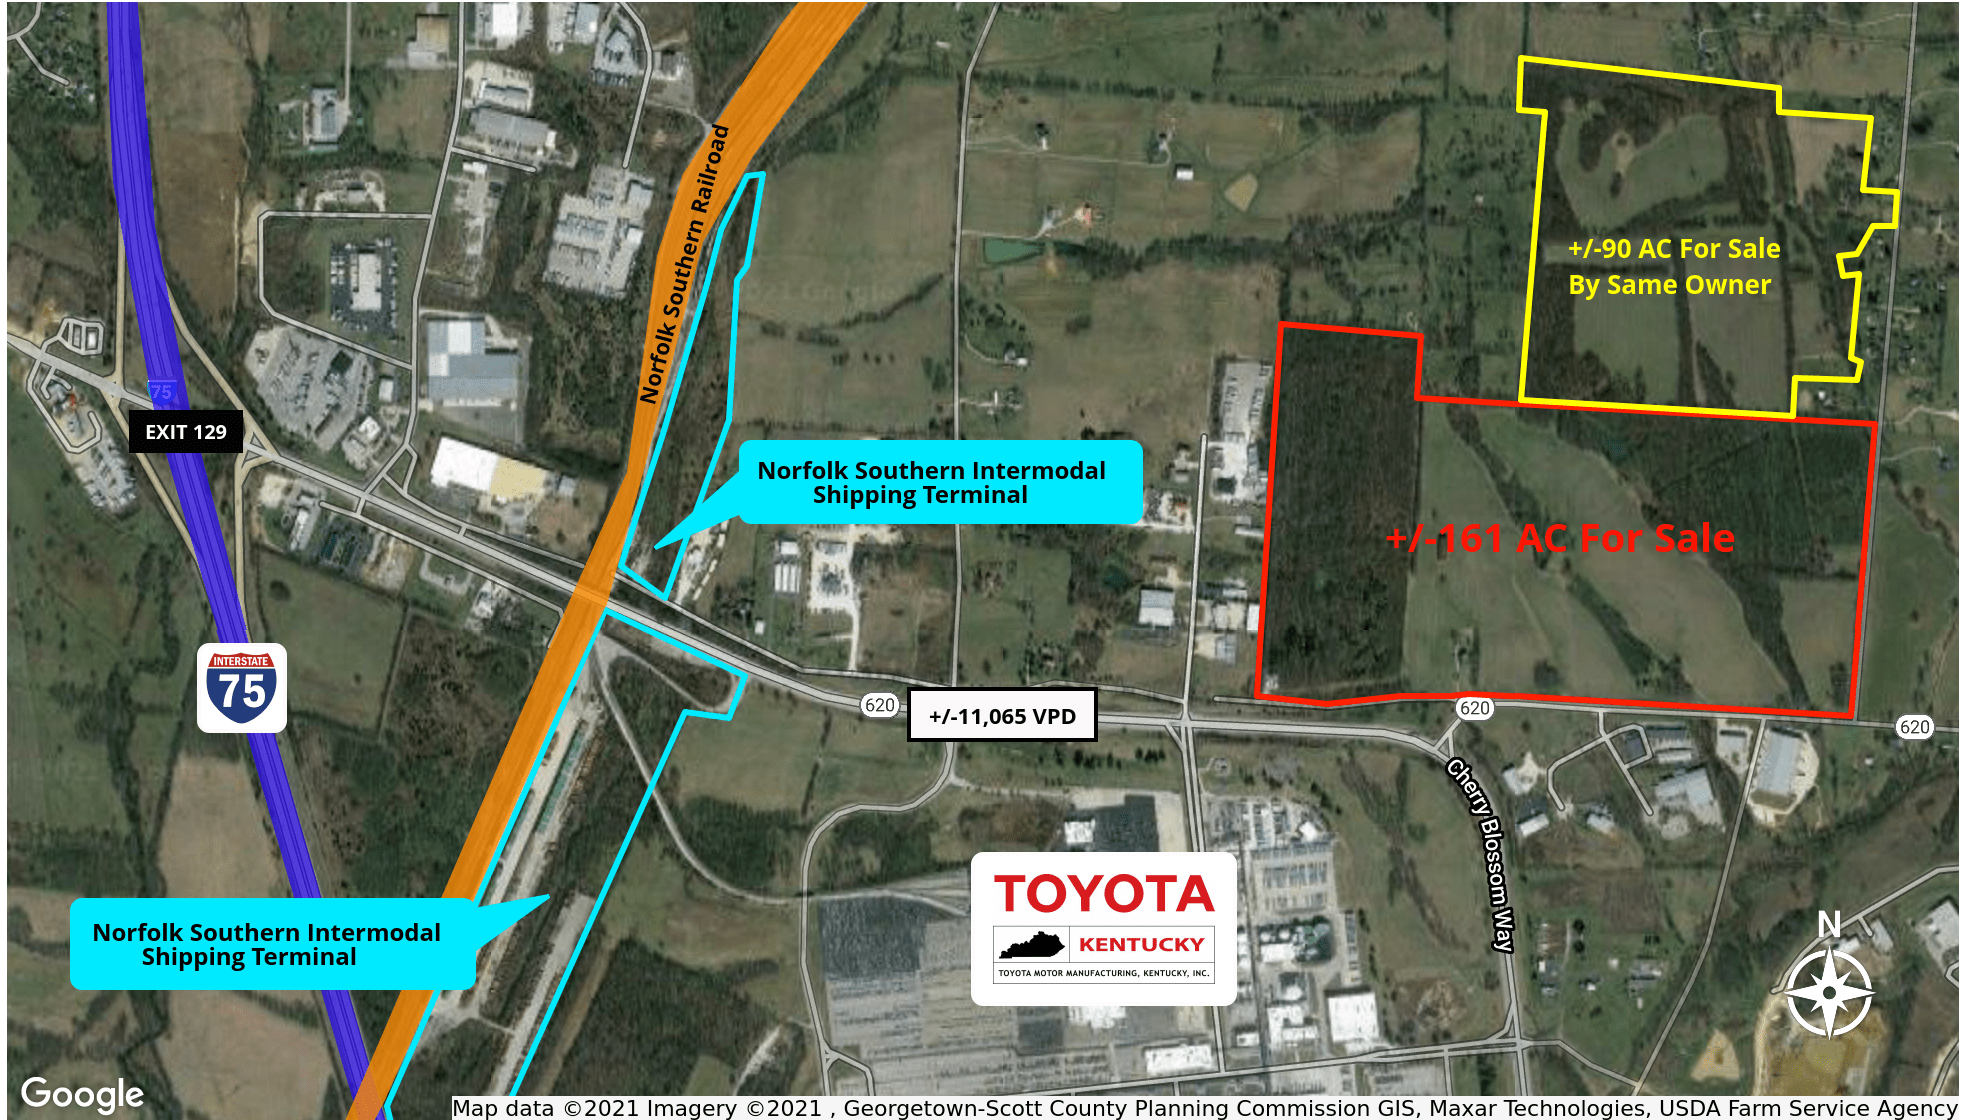 +/-90 AC For Sale
By Same Owner
Norfolk Southern Railroad
75
EXIT 129
Norfolk Southern Intermodal
Shipping Terminal
+/-161 AC For Sale
INTERSTATE
75
620
+/-11,065 VPD
620
620
Cherry Blossom Way
TOYOTA
KENTUCKY
TOYOTA MOTOR MANUFACTURING, KENTUCKY, INC.
Norfolk Southern Intermodal
Shipping Terminal
N
Google
Map data ©2021 Imagery ©2021 , Georgetown-Scott County Planning Commission GIS, Maxar Technologies, USDA Farm Service Agency